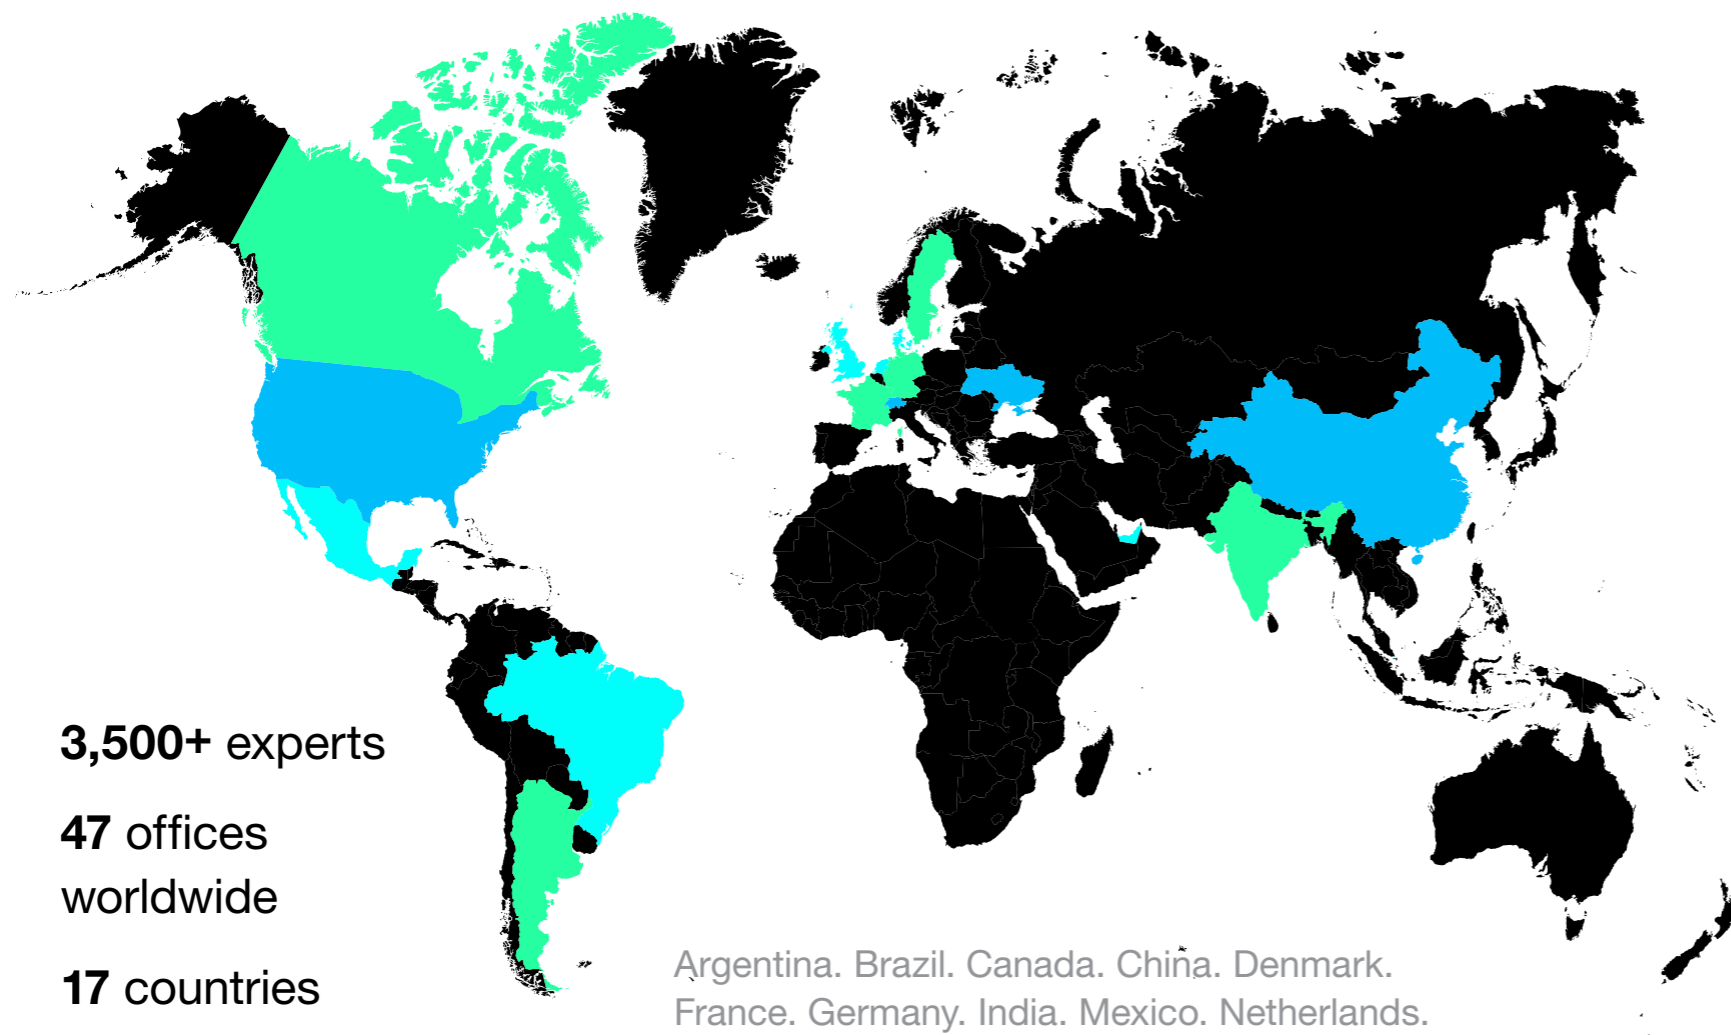 3,500+ experts
47 offices
worldwide
17 countries
Argentina. Brazil. Canada. China. Denmark.
France. Germany. India. Mexico. Netherlands.